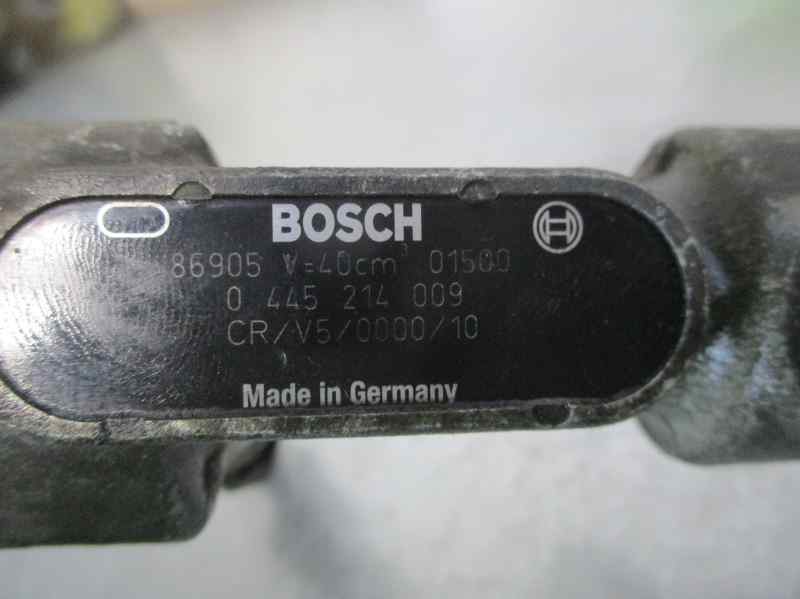 BOSCH
86905 V=40cm³ 01500
0 445 214 009
CR/V5/0000/10
Made in Germany